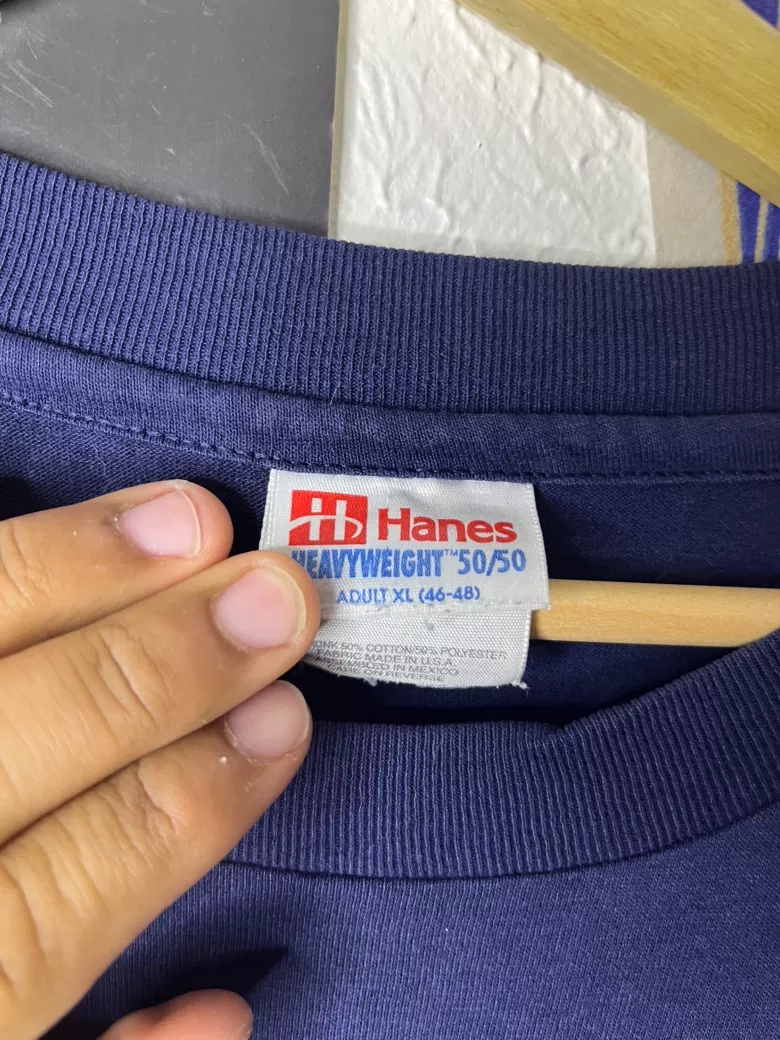 Hanes
HEAVYWEIGHT™ 50/50
ADULT XL (46-48)
50% COTTON/50% POLYESTER
FABRIC MADE IN U.S.A.
ASSEMBLED IN MEXICO
CARE ON REVERSE